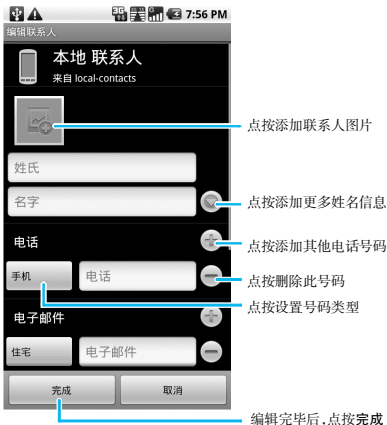 3G 7:56 PM
编辑联系人
本地 联系人
来自 local-contacts
点按添加联系人图片
姓氏
名字
点按添加更多姓名信息
电话
点按添加其他电话号码
手机 电话
点按删除此号码
点按设置号码类型
电子邮件
住宅 电子邮件
完成 取消
编辑完毕后,点按完成